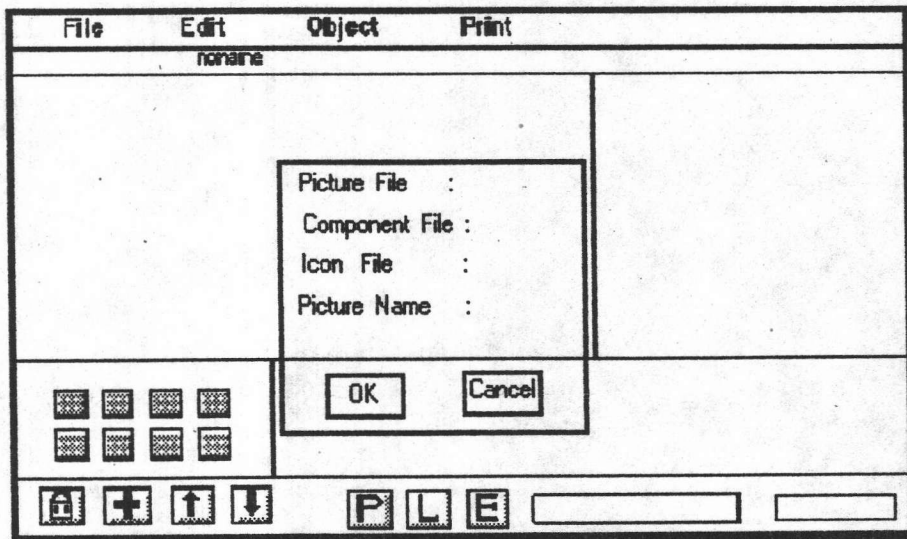 File Edit Object Print
noname
Picture File :
Component File :
Icon File :
Picture Name :
OK Cancel
P L E